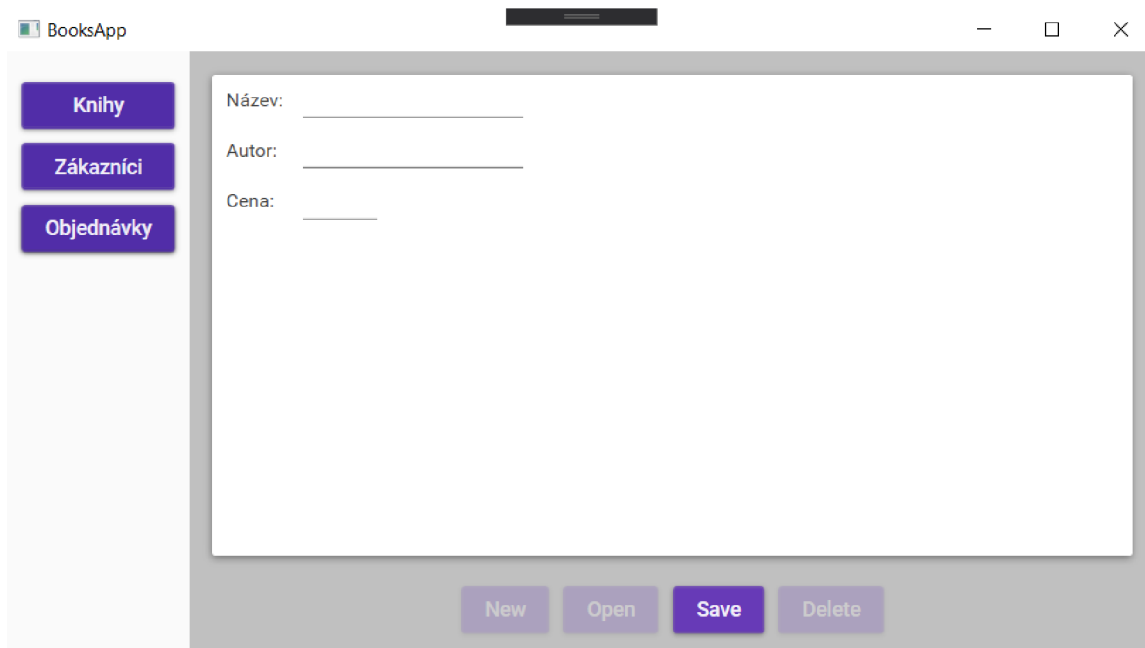 BooksApp
Knihy
Zákazníci
Objednávky
Název:
Autor:
Cena:
New Open Save Delete